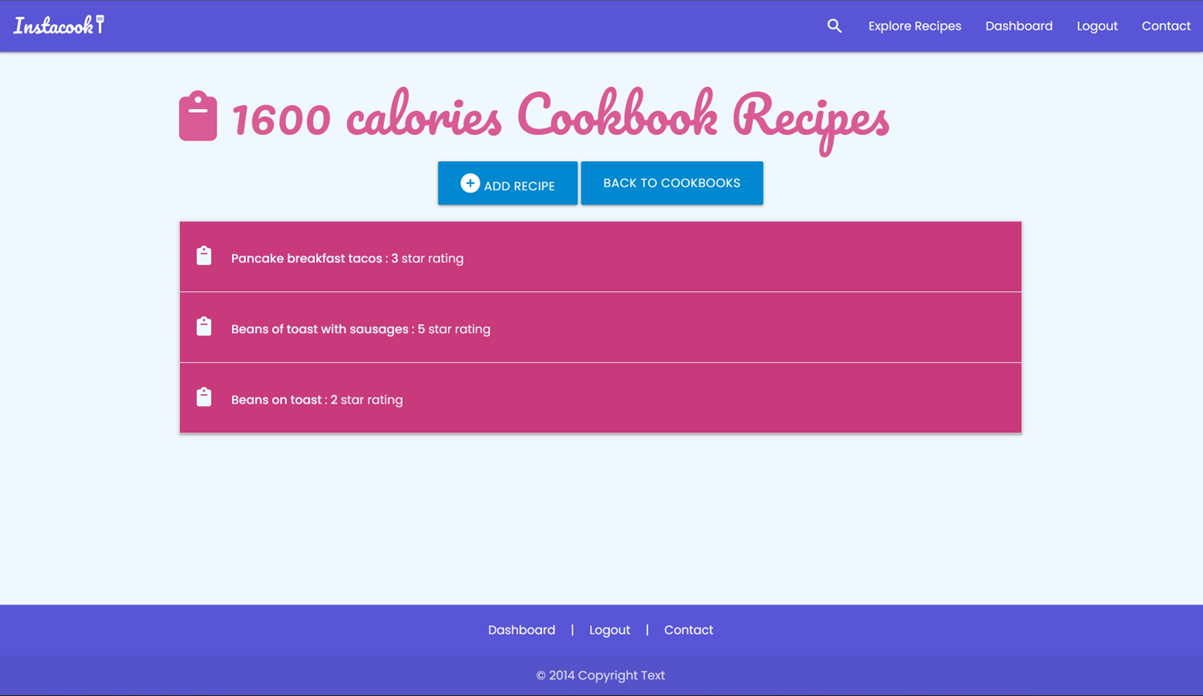 Instacook
Explore Recipes Dashboard Logout Contact
1600 calories Cookbook Recipes
ADD RECIPE BACK TO COOKBOOKS
Pancake breakfast tacos : 3 star rating
Beans of toast with sausages : 5 star rating
Beans on toast : 2 star rating
Dashboard | Logout | Contact
© 2014 Copyright Text